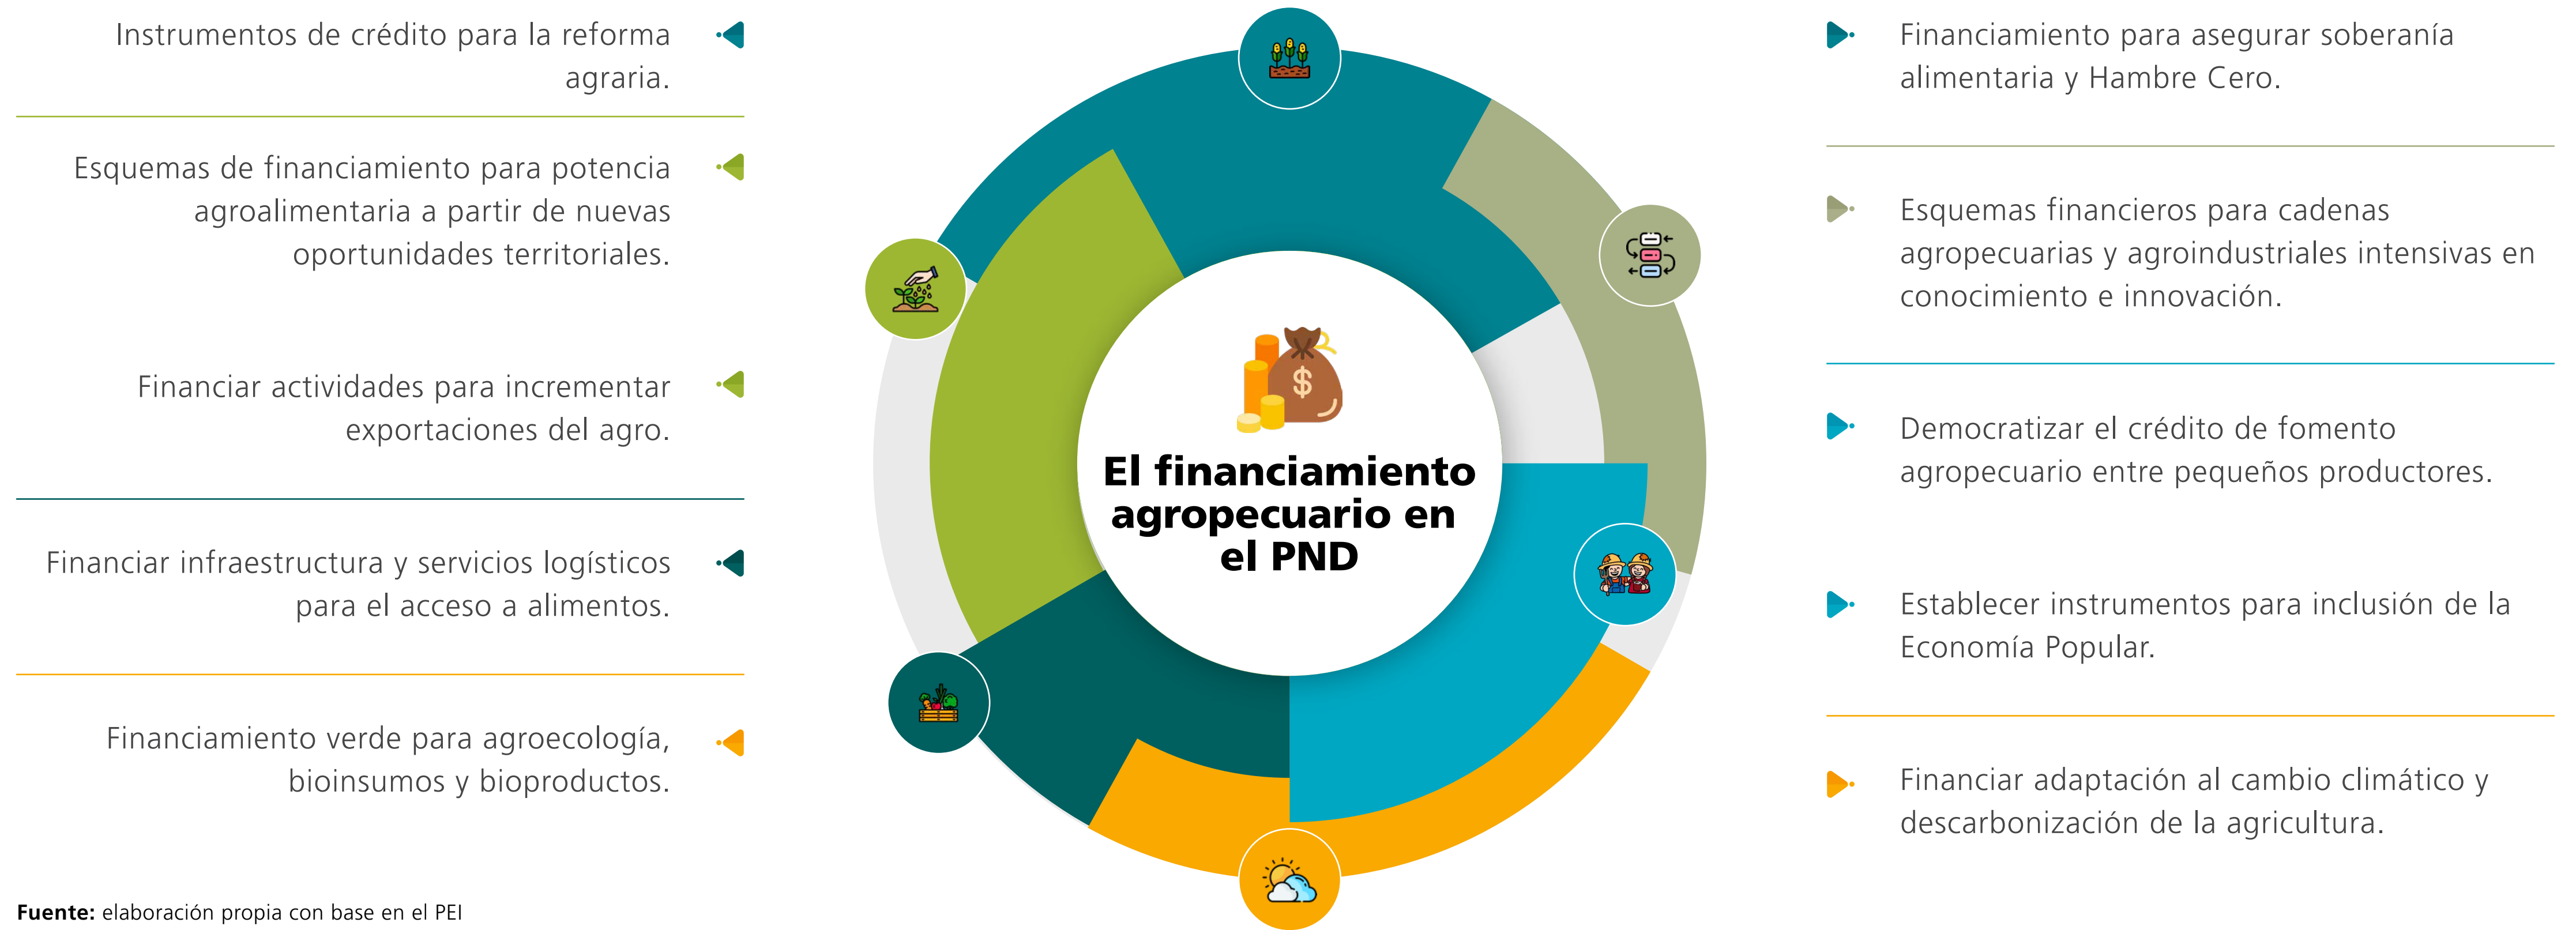 Instrumentos de crédito para la reforma
agraria.
Esquemas de financiamiento para potencia
agroalimentaria a partir de nuevas
oportunidades territoriales.
Financiar actividades para incrementar
exportaciones del agro.
Financiar infraestructura y servicios logísticos
para el acceso a alimentos.
Financiamiento verde para agroecología,
bioinsumos y bioproductos.
$
El financiamiento
agropecuario en
el PND
Financiamiento para asegurar soberanía
alimentaria y Hambre Cero.
Esquemas financieros para cadenas
agropecuarias y agroindustriales intensivas en
conocimiento e innovación.
Democratizar el crédito de fomento
agropecuario entre pequeños productores.
Establecer instrumentos para inclusión de la
Economía Popular.
Financiar adaptación al cambio climático y
descarbonización de la agricultura.
Fuente: elaboración propia con base en el PEI